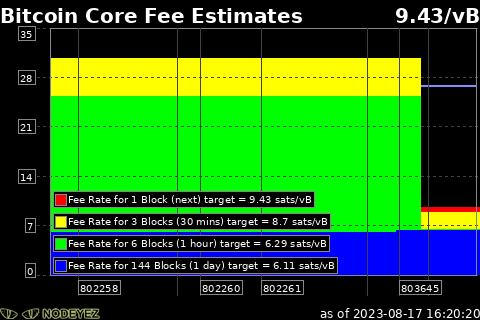 Bitcoin Core Fee Estimates 9.43/vB
35
28
21
14
7
0
Fee Rate for 1 Block (next) target = 9.43 sats/vB
Fee Rate for 3 Blocks (30 mins) target = 8.7 sats/vB
Fee Rate for 6 Blocks (1 hour) target = 6.29 sats/vB
Fee Rate for 144 Blocks (1 day) target = 6.11 sats/vB
802258 802260 802261 803645
NODEYEZ as of 2023-08-17 16:20:20